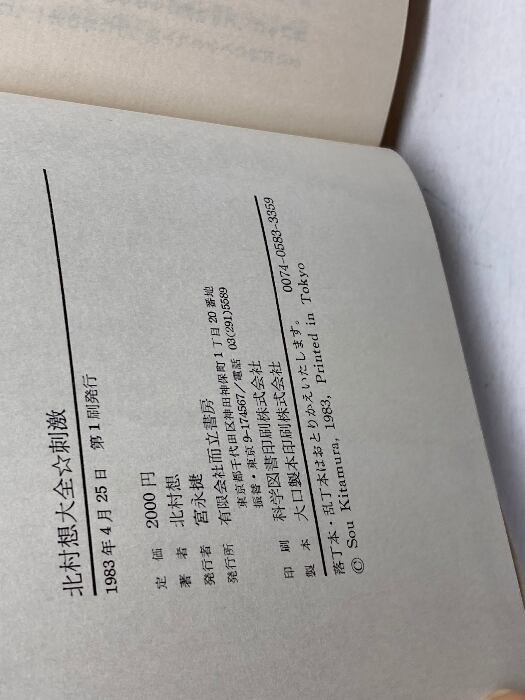 北村想大全☆刺激
1983年4月25日 第1刷発行
定価 2000円
著者 北村想
発行者 宮永捷
発行所 有限会社而立書房
東京都千代田区神田神保町1丁目20番地
振替・東京9-174567/電話 03(291)5589
印刷 科学図書印刷株式会社
製本 大口製本印刷株式会社
落丁本・乱丁本はおとりかえいたします。 0074-0583-3359
© Sou Kitamura, 1983, Printed in Tokyo